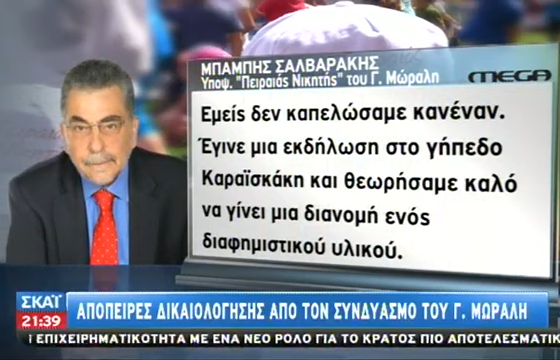 ΜΠΑΜΠΗΣ ΣΑΛΒΑΡΑΚΗΣ
Υποψ. "Πειραιάς Νικητής" του Γ. Μώραλη
MEGA
Εμείς δεν καπελώσαμε κανέναν.
Έγινε μια εκδήλωση στο γήπεδο
Καραϊσκάκη και θεωρήσαμε καλό
να γίνει μια διανομή ενός
διαφημιστικού υλικού.
ΣΚΑΪ
ΑΠΟΠΕΙΡΕΣ ΔΙΚΑΙΟΛΟΓΗΣΗΣ ΑΠΟ ΤΟΝ ΣΥΝΔΥΑΣΜΟ ΤΟΥ Γ. ΜΩΡΑΛΗ
21:39
Ι ΕΠΙΧΕΙΡΗΜΑΤΙΚΟΤΗΤΑ ΜΕ ΕΝΑ ΝΕΟ ΡΟΛΟ ΓΙΑ ΤΟ ΚΡΑΤΟΣ ΠΙΟ ΑΠΟΤΕΛΕΣΜΑΤΙ